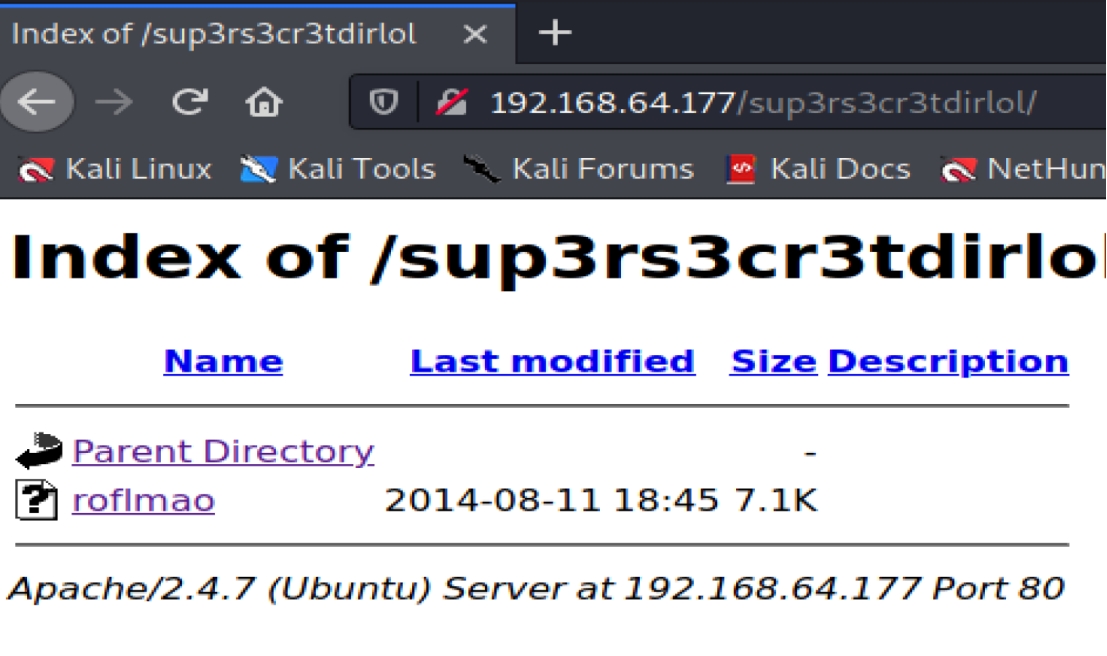 Index of /sup3rs3cr3tdirlol
192.168.64.177/sup3rs3cr3tdirlol/
Kali Linux Kali Tools Kali Forums Kali Docs NetHun
Index of /sup3rs3cr3tdirlol
Name Last modified Size Description
Parent Directory -
roflmao 2014-08-11 18:45 7.1K
Apache/2.4.7 (Ubuntu) Server at 192.168.64.177 Port 80